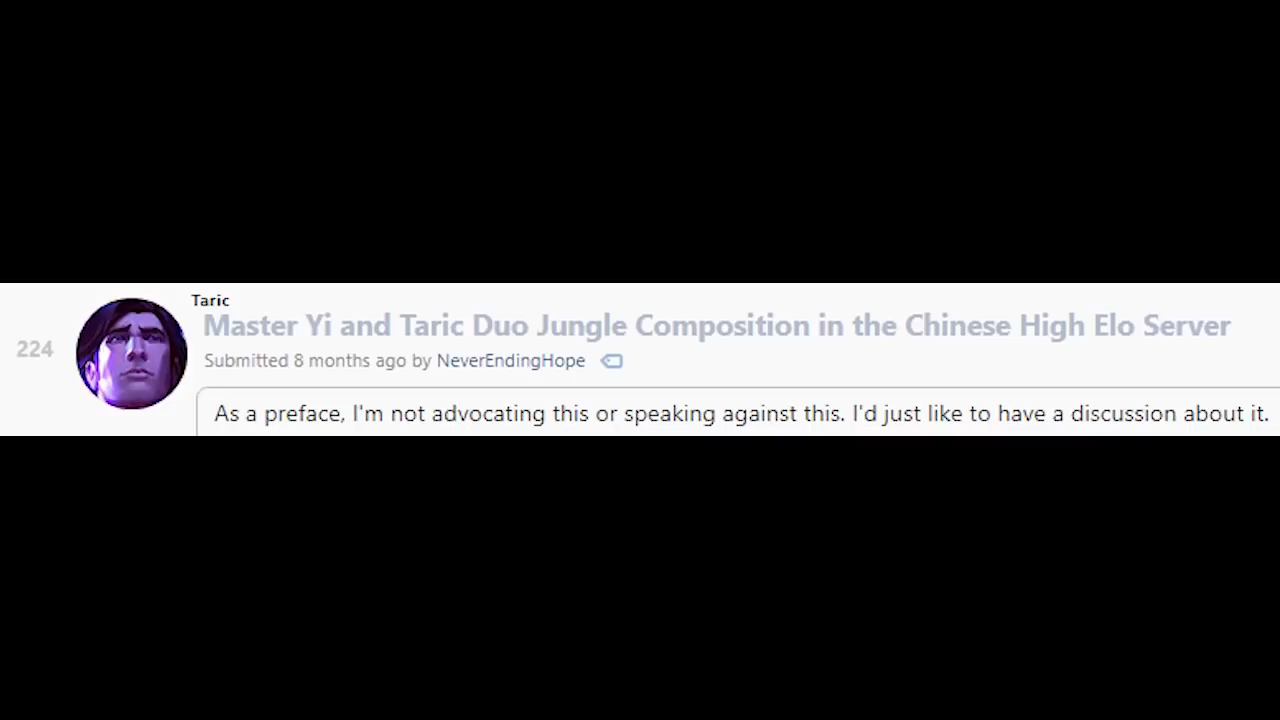 Taric
224
Master Yi and Taric Duo Jungle Composition in the Chinese High Elo Server
Submitted 8 months ago by NeverEndingHope
As a preface, I'm not advocating this or speaking against this. I'd just like to have a discussion about it.